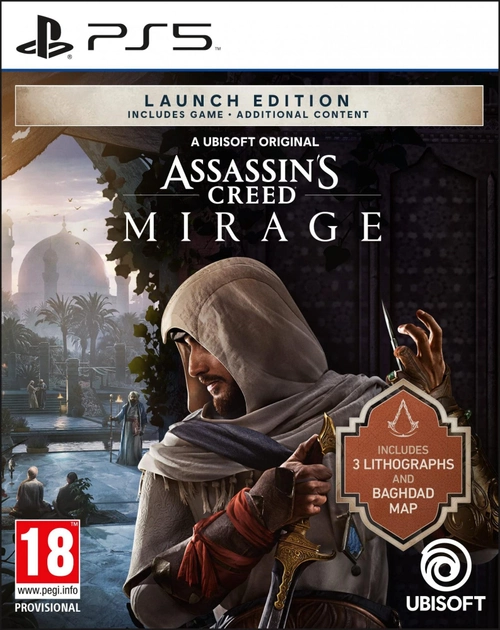 PS5
LAUNCH EDITION
INCLUDES GAME • ADDITIONAL CONTENT
A UBISOFT ORIGINAL
ASSASSIN'S
CREED
MIRAGE
INCLUDES
3 LITHOGRAPHS
AND
BAGHDAD
MAP
18™
www.pegi.info
PROVISIONAL
UBISOFT